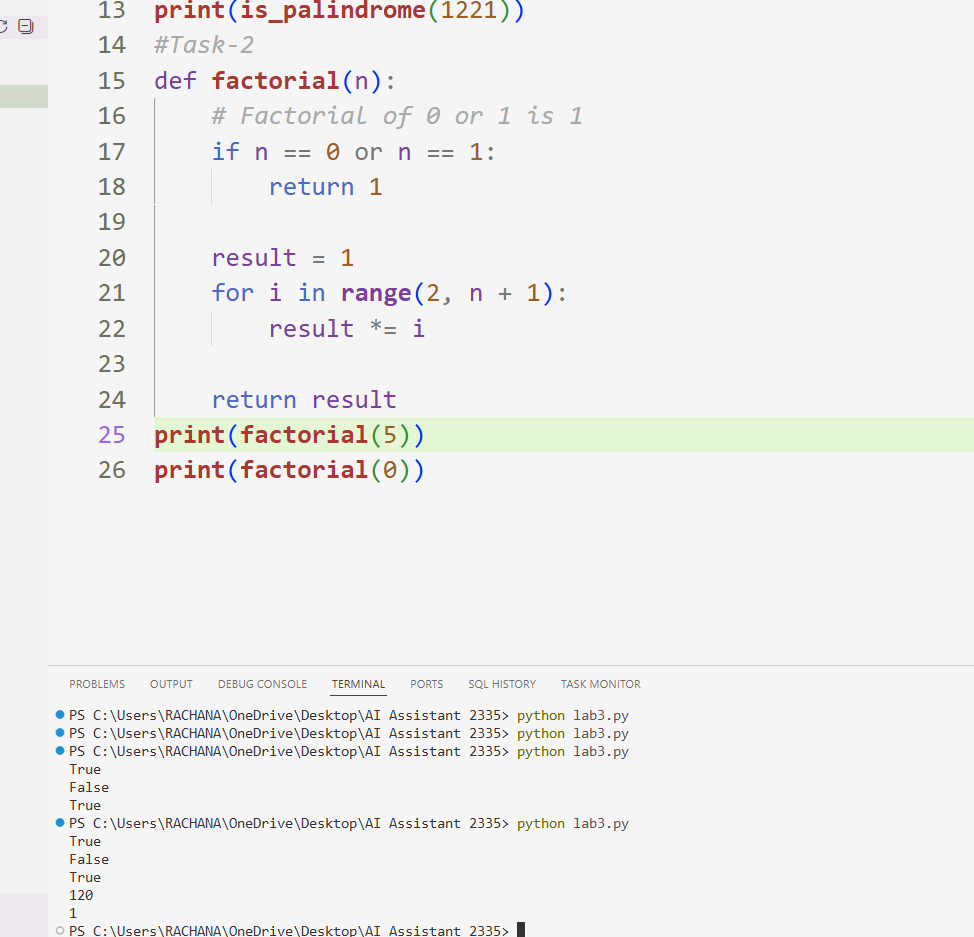 13 print(is_palindrome(1221))
14 #Task-2
15 def factorial(n):
16     # Factorial of 0 or 1 is 1
17     if n == 0 or n == 1:
18         return 1
19
20     result = 1
21     for i in range(2, n + 1):
22         result *= i
23
24     return result
25 print(factorial(5))
26 print(factorial(0))
PROBLEMS OUTPUT DEBUG CONSOLE TERMINAL PORTS SQL HISTORY TASK MONITOR
PS C:\Users\RACHANA\OneDrive\Desktop\AI Assistant 2335> python lab3.py
PS C:\Users\RACHANA\OneDrive\Desktop\AI Assistant 2335> python lab3.py
PS C:\Users\RACHANA\OneDrive\Desktop\AI Assistant 2335> python lab3.py
True
False
True
PS C:\Users\RACHANA\OneDrive\Desktop\AI Assistant 2335> python lab3.py
True
False
True
120
1
PS C:\Users\RACHANA\OneDrive\Desktop\AI Assistant 2335>